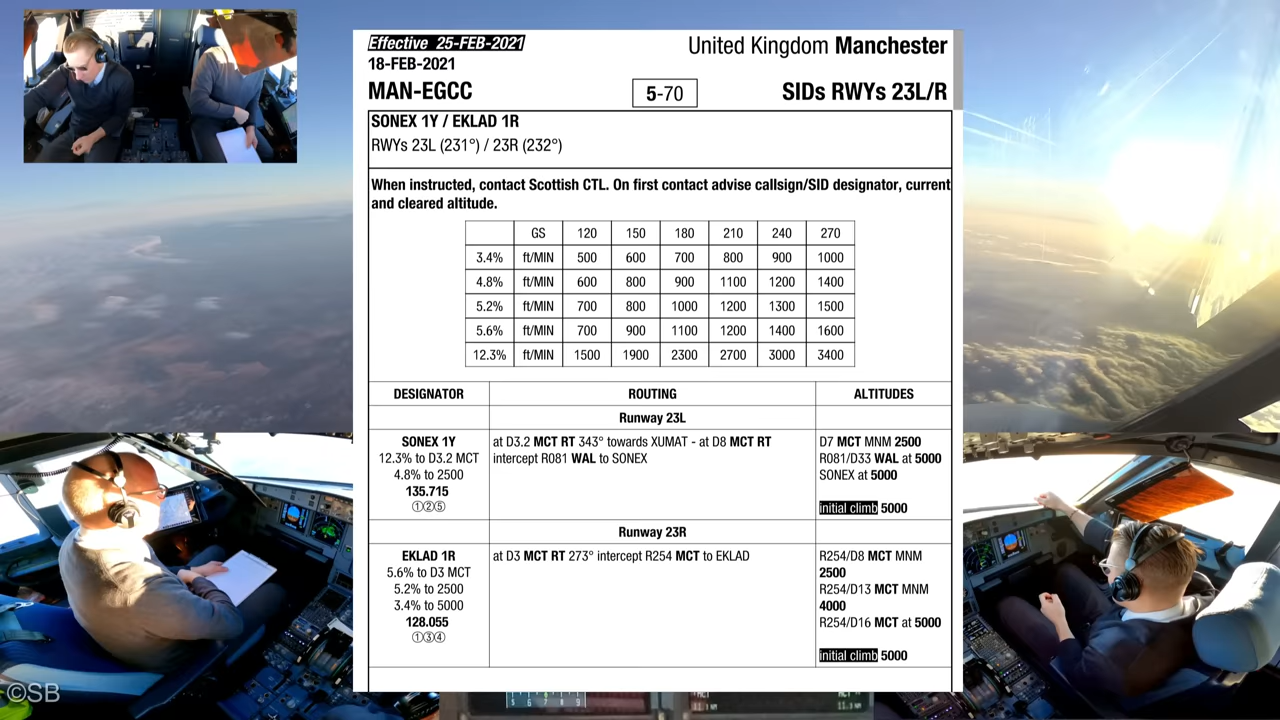 Effective 25-FEB-2021
United Kingdom Manchester
18-FEB-2021
MAN-EGCC
5-70
SIDs RWYs 23L/R
SONEX 1Y / EKLAD 1R
RWYs 23L (231°) / 23R (232°)
When instructed, contact Scottish CTL. On first contact advise callsign/SID designator, current
and cleared altitude.
GS 120 150 180 210 240 270
3.4% ft/MIN 500 600 700 800 900 1000
4.8% ft/MIN 600 800 900 1100 1200 1400
5.2% ft/MIN 700 800 1000 1200 1300 1500
5.6% ft/MIN 700 900 1100 1200 1400 1600
12.3% ft/MIN 1500 1900 2300 2700 3000 3400
DESIGNATOR ROUTING ALTITUDES
Runway 23L
SONEX 1Y
12.3% to D3.2 MCT
4.8% to 2500
135.715
①②⑤
at D3.2 MCT RT 343° towards XUMAT - at D8 MCT RT
intercept R081 WAL to SONEX
D7 MCT MNM 2500
R081/D33 WAL at 5000
SONEX at 5000
initial climb 5000
Runway 23R
EKLAD 1R
5.6% to D3 MCT
5.2% to 2500
3.4% to 5000
128.055
①③④
at D3 MCT RT 273° intercept R254 MCT to EKLAD
R254/D8 MCT MNM
2500
R254/D13 MCT MNM
4000
R254/D16 MCT at 5000
initial climb 5000
©SB